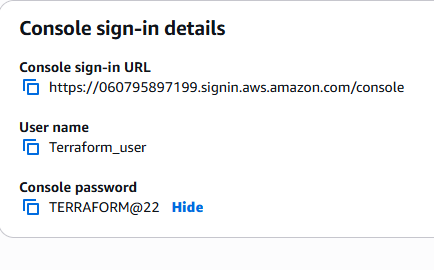 Console sign-in details
Console sign-in URL
https://060795897199.signin.aws.amazon.com/console
User name
Terraform_user
Console password
TERRAFORM@22 Hide